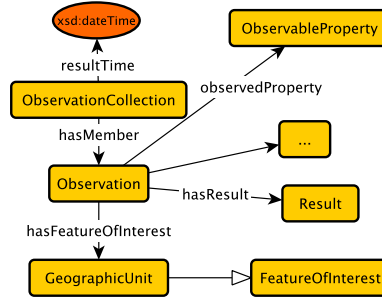 xsd:dateTime
ObservableProperty
resultTime
observedProperty
ObservationCollection
hasMember
...
Observation
hasResult
Result
hasFeatureOfInterest
GeographicUnit
FeatureOfInterest